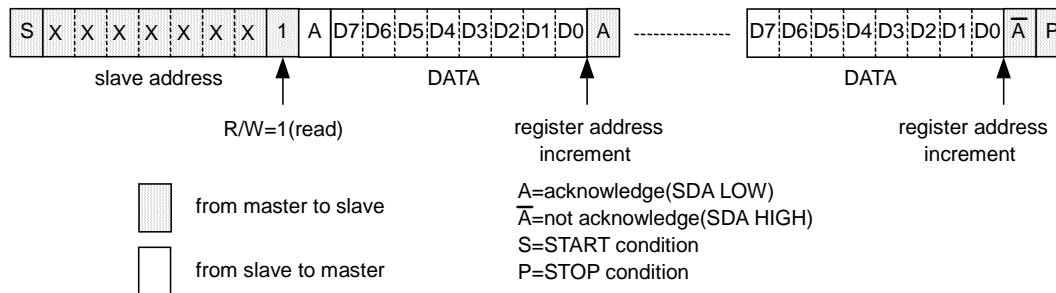 S X X X X X X X 1 A D7 D6 D5 D4 D3 D2 D1 D0 A D7 D6 D5 D4 D3 D2 D1 D0 A̅ P
slave address DATA DATA
R/W=1(read) register address register address
increment increment
A=acknowledge(SDA LOW)
from master to slave
A̅=not acknowledge(SDA HIGH)
S=START condition
from slave to master
P=STOP condition